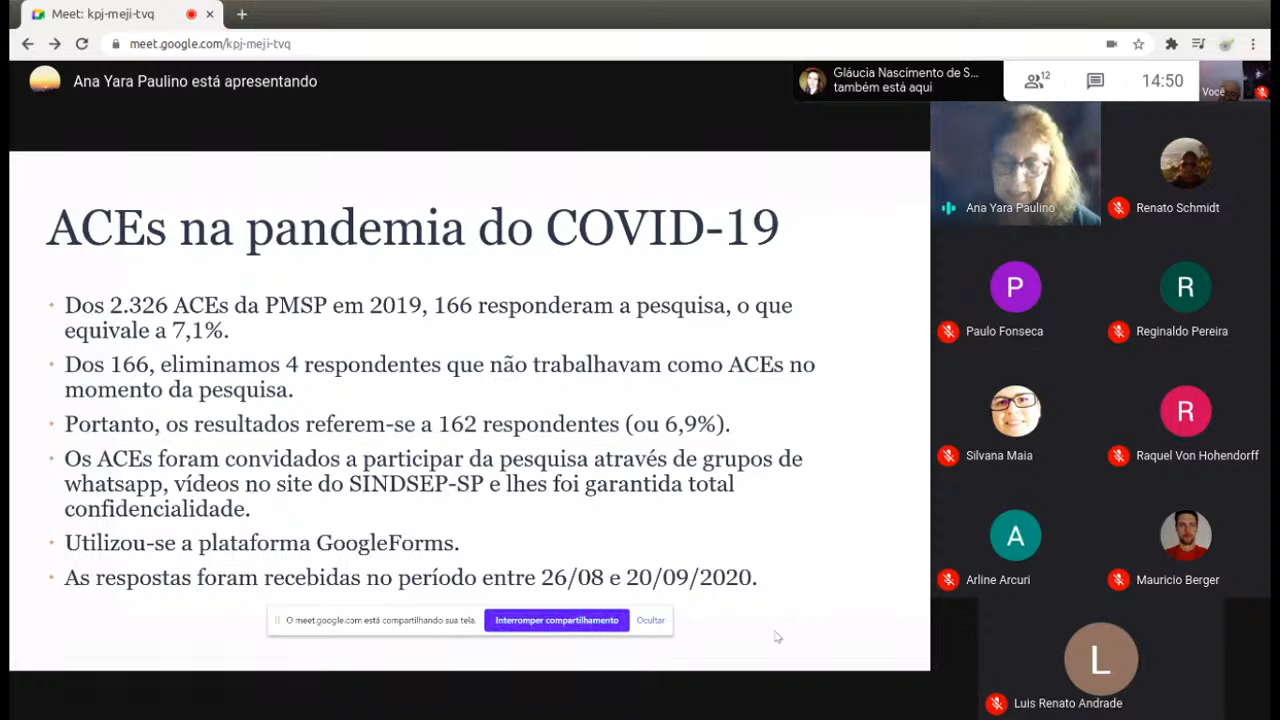 Meet: kpj-meji-tvq
meet.google.com/kpj-meji-tvq
Ana Yara Paulino está apresentando
Gláucia Nascimento de S...
também está aqui
12
14:50
Você
ACEs na pandemia do COVID-19
Dos 2.326 ACEs da PMSP em 2019, 166 responderam a pesquisa, o que
equivale a 7,1%.
Dos 166, eliminamos 4 respondentes que não trabalhavam como ACEs no
momento da pesquisa.
Portanto, os resultados referem-se a 162 respondentes (ou 6,9%).
Os ACEs foram convidados a participar da pesquisa através de grupos de
whatsapp, vídeos no site do SINDSEP-SP e lhes foi garantida total
confidencialidade.
Utilizou-se a plataforma GoogleForms.
As respostas foram recebidas no período entre 26/08 e 20/09/2020.
O meet.google.com está compartilhando sua tela.
Interromper compartilhamento
Ocultar
Ana Yara Paulino
Renato Schmidt
P
Paulo Fonseca
R
Reginaldo Pereira
Silvana Maia
R
Raquel Von Hohendorff
A
Arline Arcuri
Mauricio Berger
L
Luis Renato Andrade